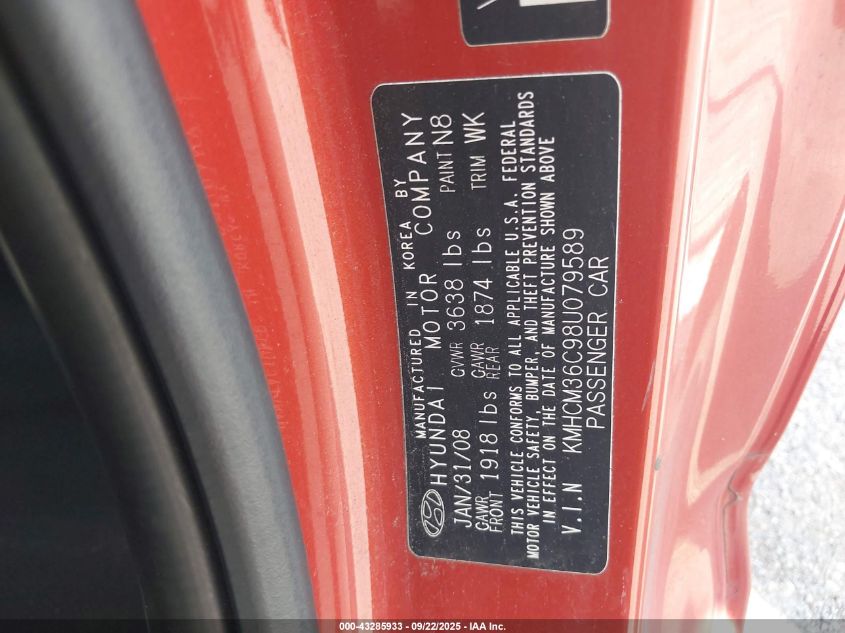 MANUFACTURED IN KOREA BY
HYUNDAI MOTOR COMPANY
JAN/31/08 GVWR 3638 lbs PAINT N8
GAWR FRONT 1918 lbs GAWR REAR 1874 lbs TRIM WK
THIS VEHICLE CONFORMS TO ALL APPLICABLE U.S.A. FEDERAL
MOTOR VEHICLE SAFETY, BUMPER, AND THEFT PREVENTION STANDARDS
IN EFFECT ON THE DATE OF MANUFACTURE SHOWN ABOVE
V.I.N KMHCM36C98U079589
PASSENGER CAR
000-43285933 - 09/22/2025 - IAA Inc.